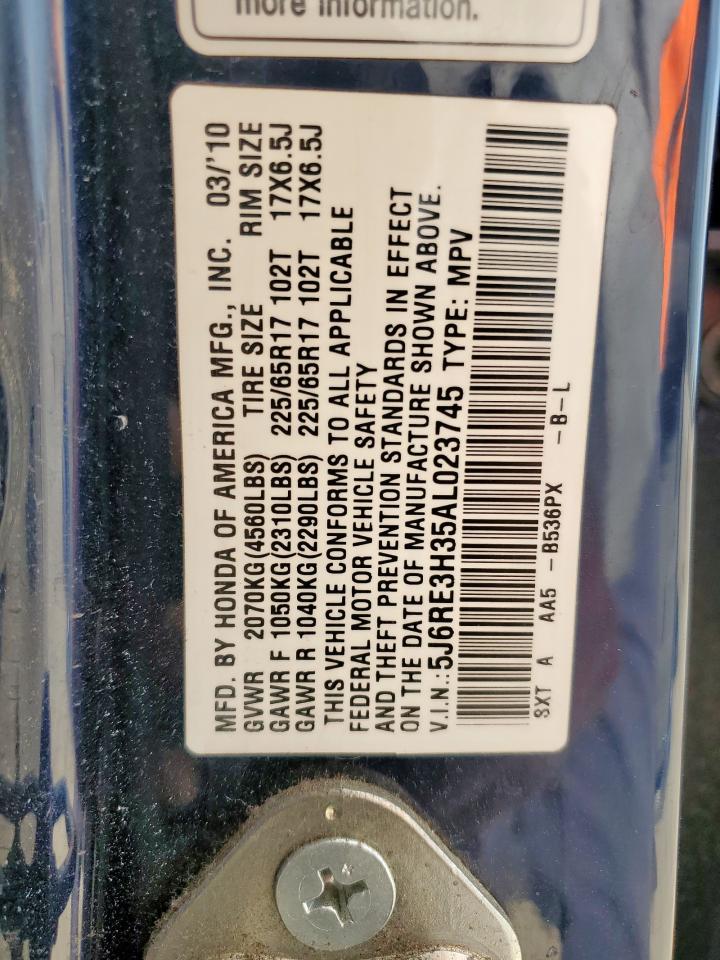 more information.
MFD. BY HONDA OF AMERICA MFG., INC. 03/'10
GVWR 2070KG(4560LBS) TIRE SIZE RIM SIZE
GAWR F 1050KG(2310LBS) 225/65R17 102T 17X6.5J
GAWR R 1040KG(2290LBS) 225/65R17 102T 17X6.5J
THIS VEHICLE CONFORMS TO ALL APPLICABLE
FEDERAL MOTOR VEHICLE SAFETY
AND THEFT PREVENTION STANDARDS IN EFFECT
ON THE DATE OF MANUFACTURE SHOWN ABOVE.
V.I.N.:5J6RE3H35AL023745 TYPE: MPV
SXT A AA5 -B536PX -B-L